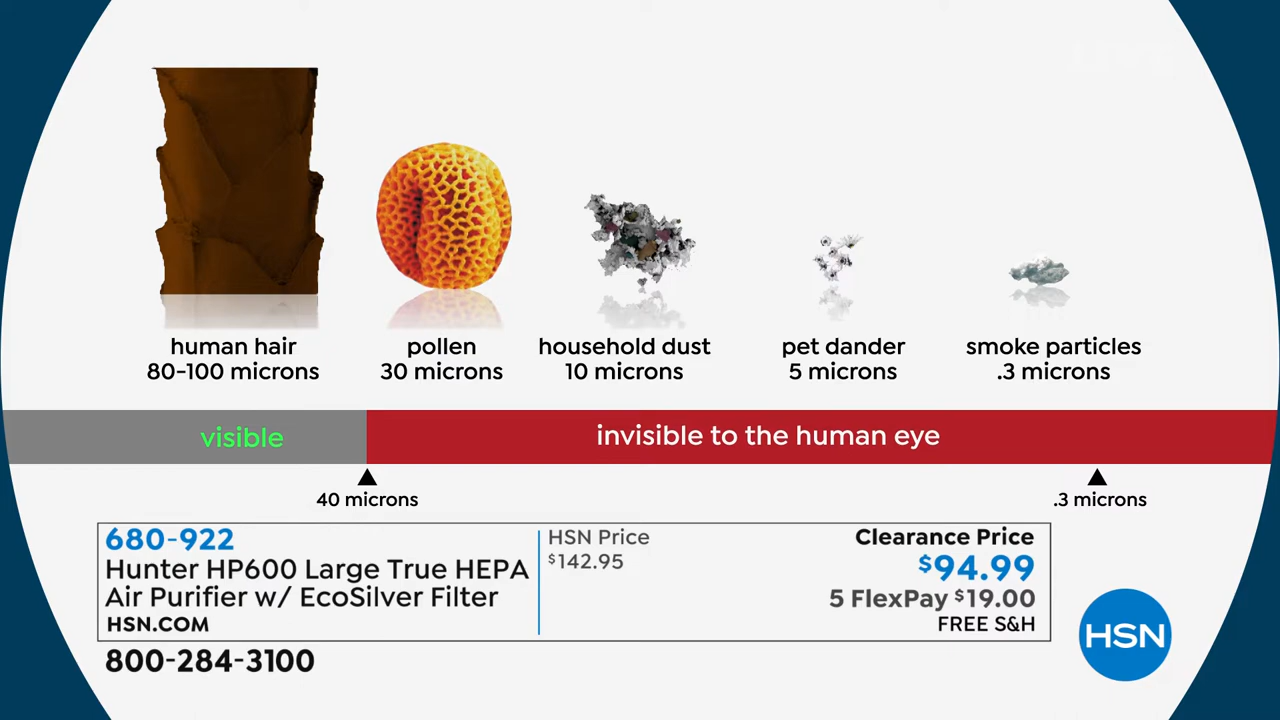 human hair
80-100 microns
pollen
30 microns
household dust
10 microns
pet dander
5 microns
smoke particles
.3 microns
visible
invisible to the human eye
40 microns
.3 microns
680-922
Hunter HP600 Large True HEPA
Air Purifier w/ EcoSilver Filter
HSN.COM
HSN Price
$142.95
Clearance Price
$94.99
5 FlexPay $19.00
FREE S&H
800-284-3100
HSN